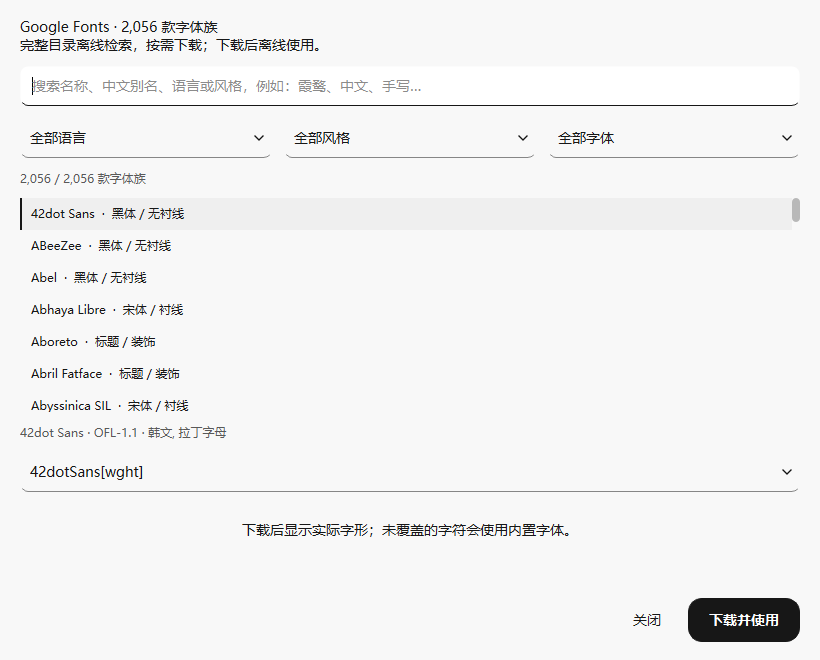 Google Fonts · 2,056 款字体族
完整目录离线检索，按需下载；下载后离线使用。
搜索名称、中文别名、语言或风格，例如：霞鹜、中文、手写...
全部语言
全部风格
全部字体
2,056 / 2,056 款字体族
42dot Sans · 黑体 / 无衬线
ABeeZee · 黑体 / 无衬线
Abel · 黑体 / 无衬线
Abhaya Libre · 宋体 / 衬线
Aboreto · 标题 / 装饰
Abril Fatface · 标题 / 装饰
Abyssinica SIL · 宋体 / 衬线
42dot Sans · OFL-1.1 · 韩文, 拉丁字母
42dotSans[wght]
下载后显示实际字形；未覆盖的字符会使用内置字体。
关闭
下载并使用